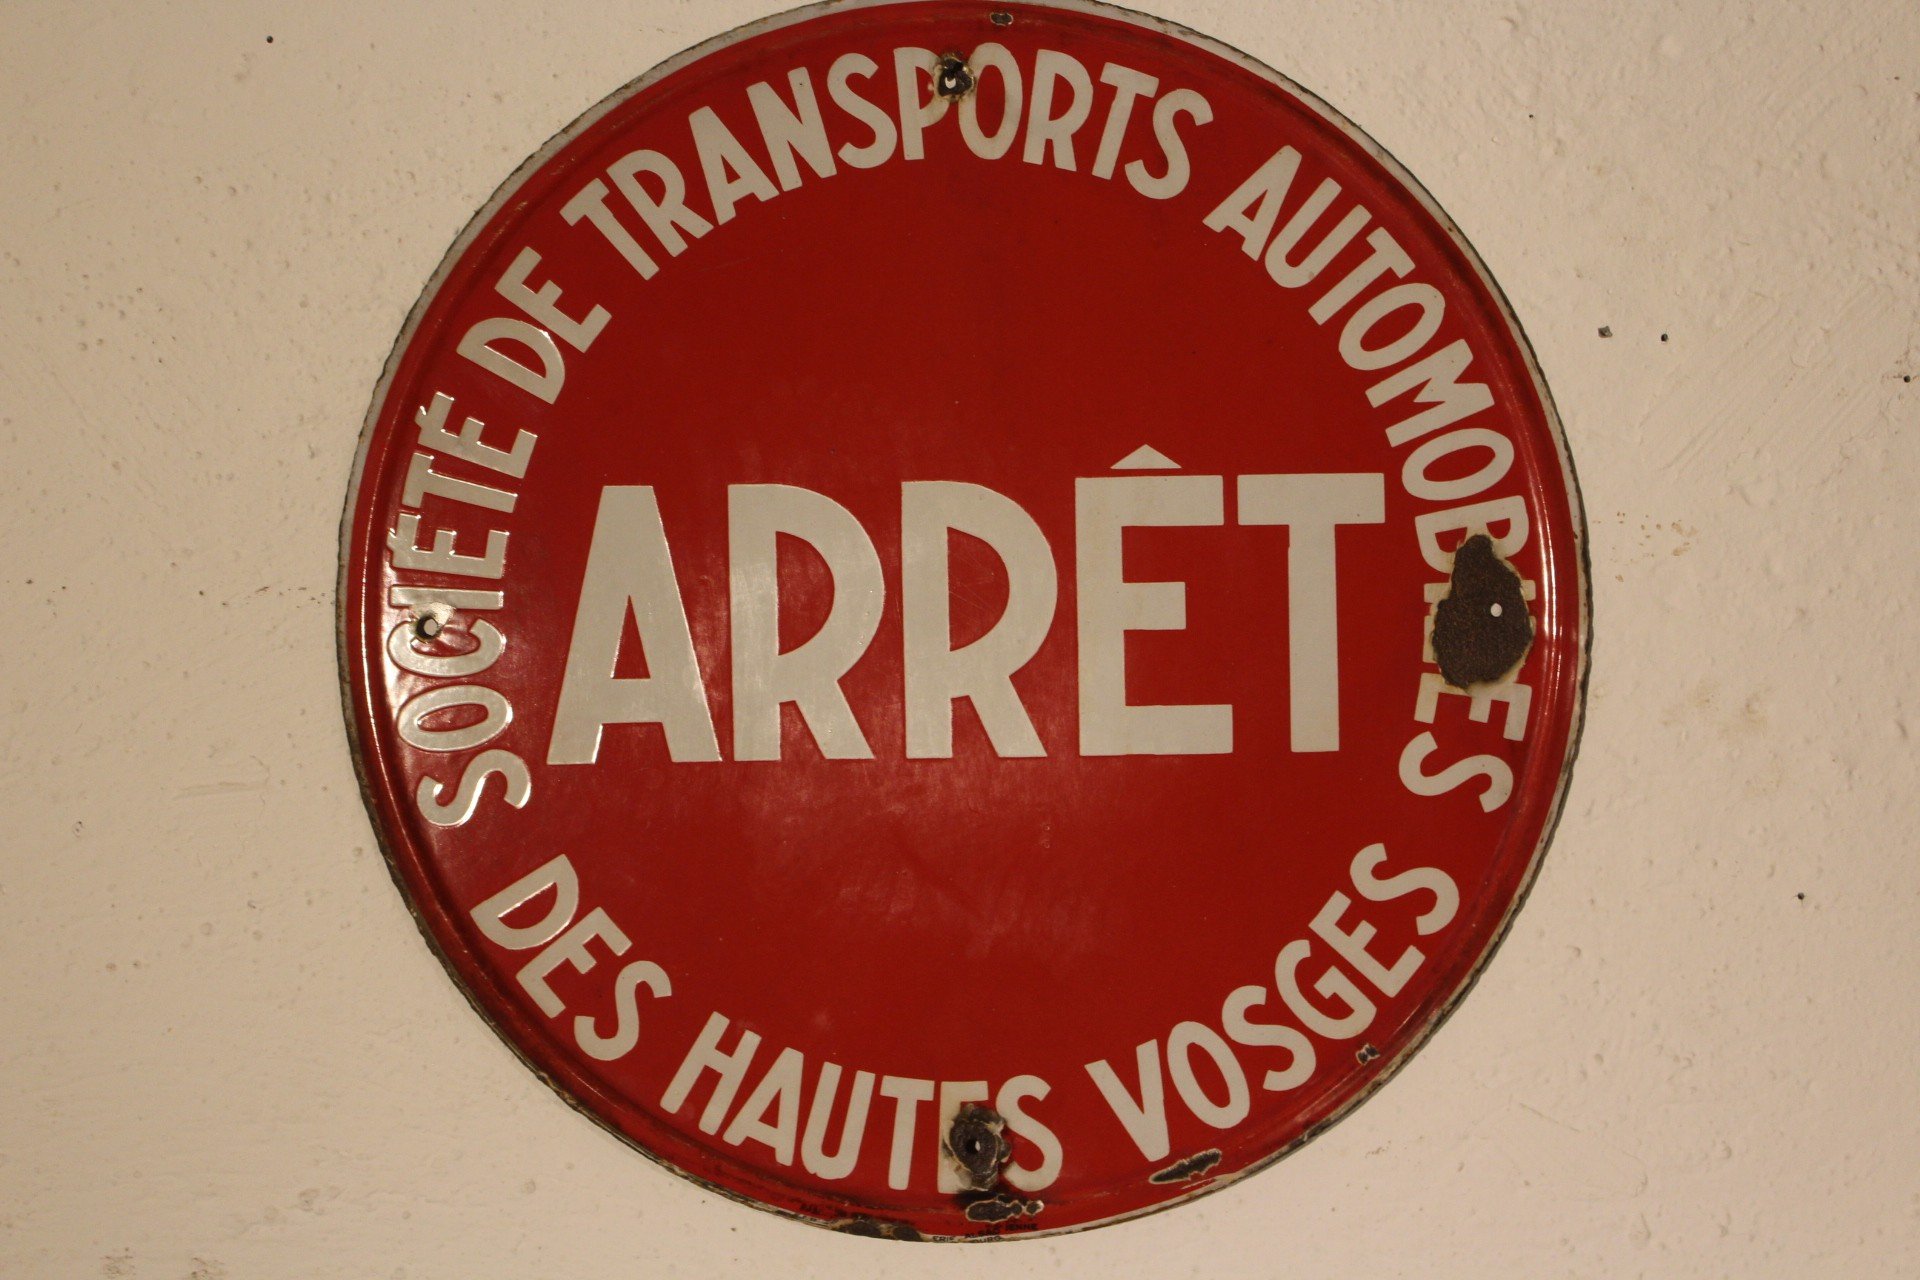 SOCIÉTÉ DE TRANSPORTS AUTOMOBILES
ARRÊT
DES HAUTES VOSGES